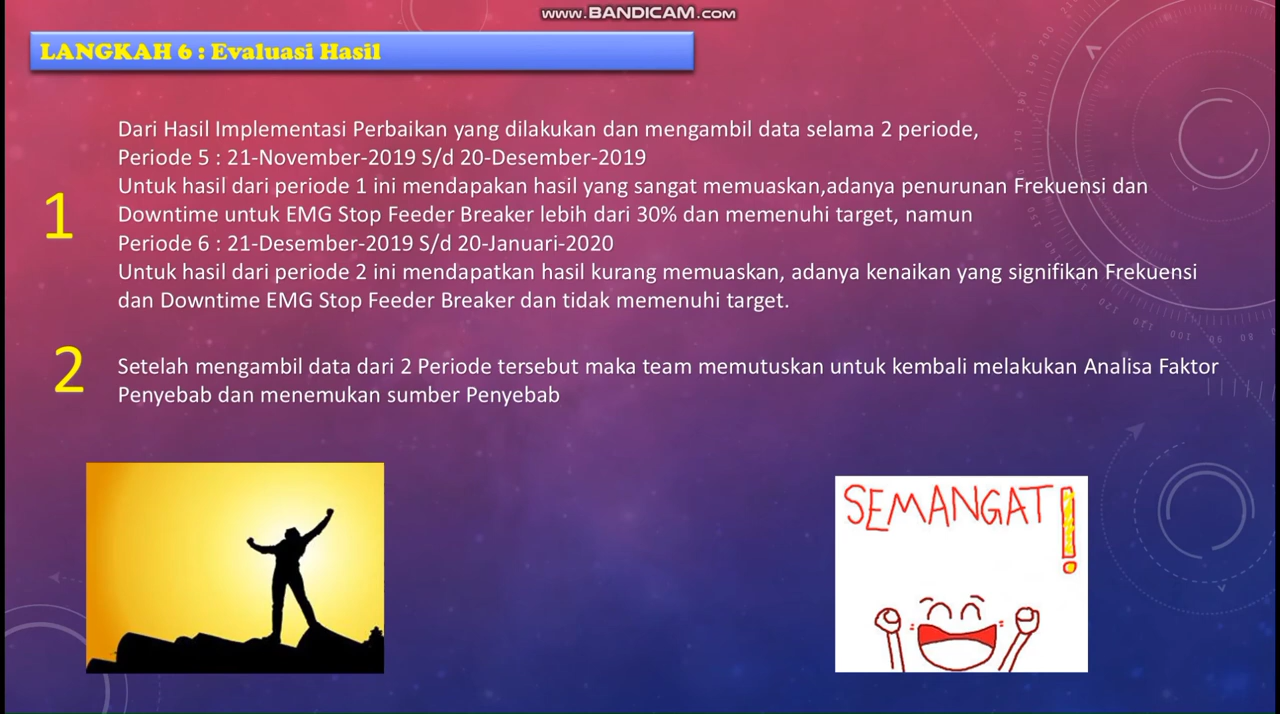 www.BANDICAM.com
LANGKAH 6 : Evaluasi Hasil
1
Dari Hasil Implementasi Perbaikan yang dilakukan dan mengambil data selama 2 periode,
Periode 5 : 21-November-2019 S/d 20-Desember-2019
Untuk hasil dari periode 1 ini mendapakan hasil yang sangat memuaskan,adanya penurunan Frekuensi dan
Downtime untuk EMG Stop Feeder Breaker lebih dari 30% dan memenuhi target, namun
Periode 6 : 21-Desember-2019 S/d 20-Januari-2020
Untuk hasil dari periode 2 ini mendapatkan hasil kurang memuaskan, adanya kenaikan yang signifikan Frekuensi
dan Downtime EMG Stop Feeder Breaker dan tidak memenuhi target.
2
Setelah mengambil data dari 2 Periode tersebut maka team memutuskan untuk kembali melakukan Analisa Faktor
Penyebab dan menemukan sumber Penyebab
SEMANGAT!